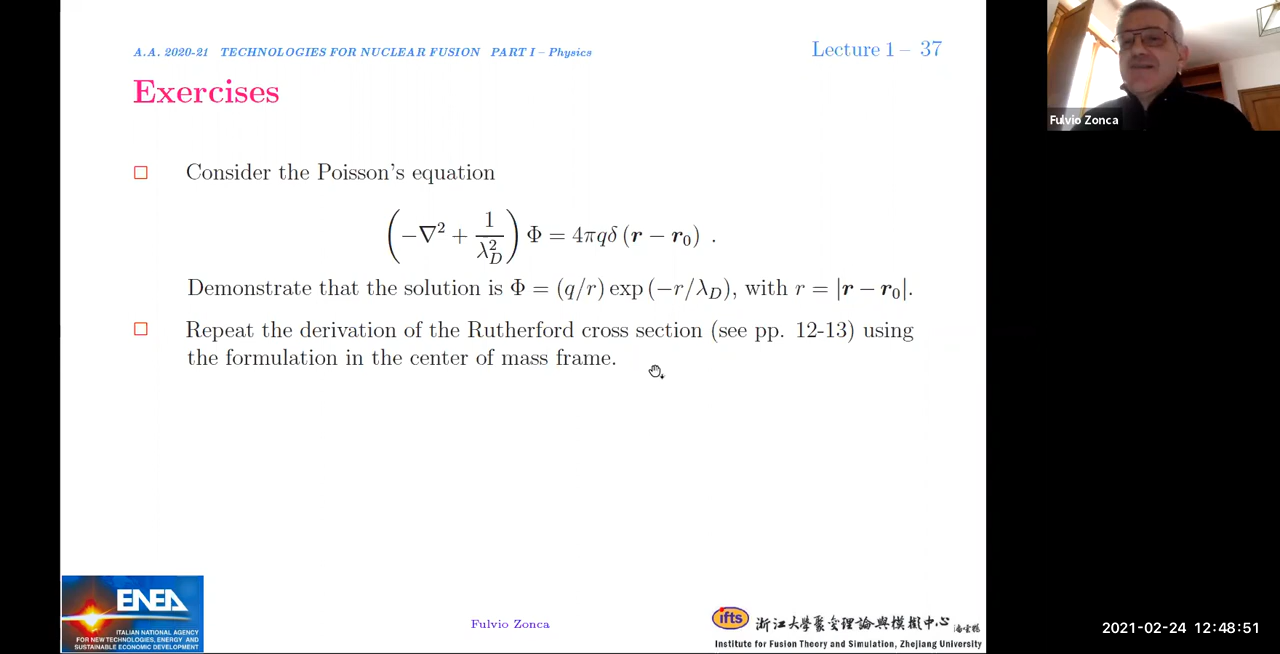 A.A. 2020-21 TECHNOLOGIES FOR NUCLEAR FUSION PART I – Physics
Lecture 1 – 37
Exercises
Consider the Poisson's equation
(−∇² + 1/λ_D²) Φ = 4πqδ (r − r₀) .
Demonstrate that the solution is Φ = (q/r) exp (−r/λ_D), with r = |r − r₀|.
Repeat the derivation of the Rutherford cross section (see pp. 12-13) using
the formulation in the center of mass frame.
Fulvio Zonca
ENEA
ITALIAN NATIONAL AGENCY
FOR NEW TECHNOLOGIES, ENERGY AND
SUSTAINABLE ECONOMIC DEVELOPMENT
Fulvio Zonca
ifts
浙江大學聚变理論與模擬中心
Institute for Fusion Theory and Simulation, Zhejiang University
2021-02-24 12:48:51